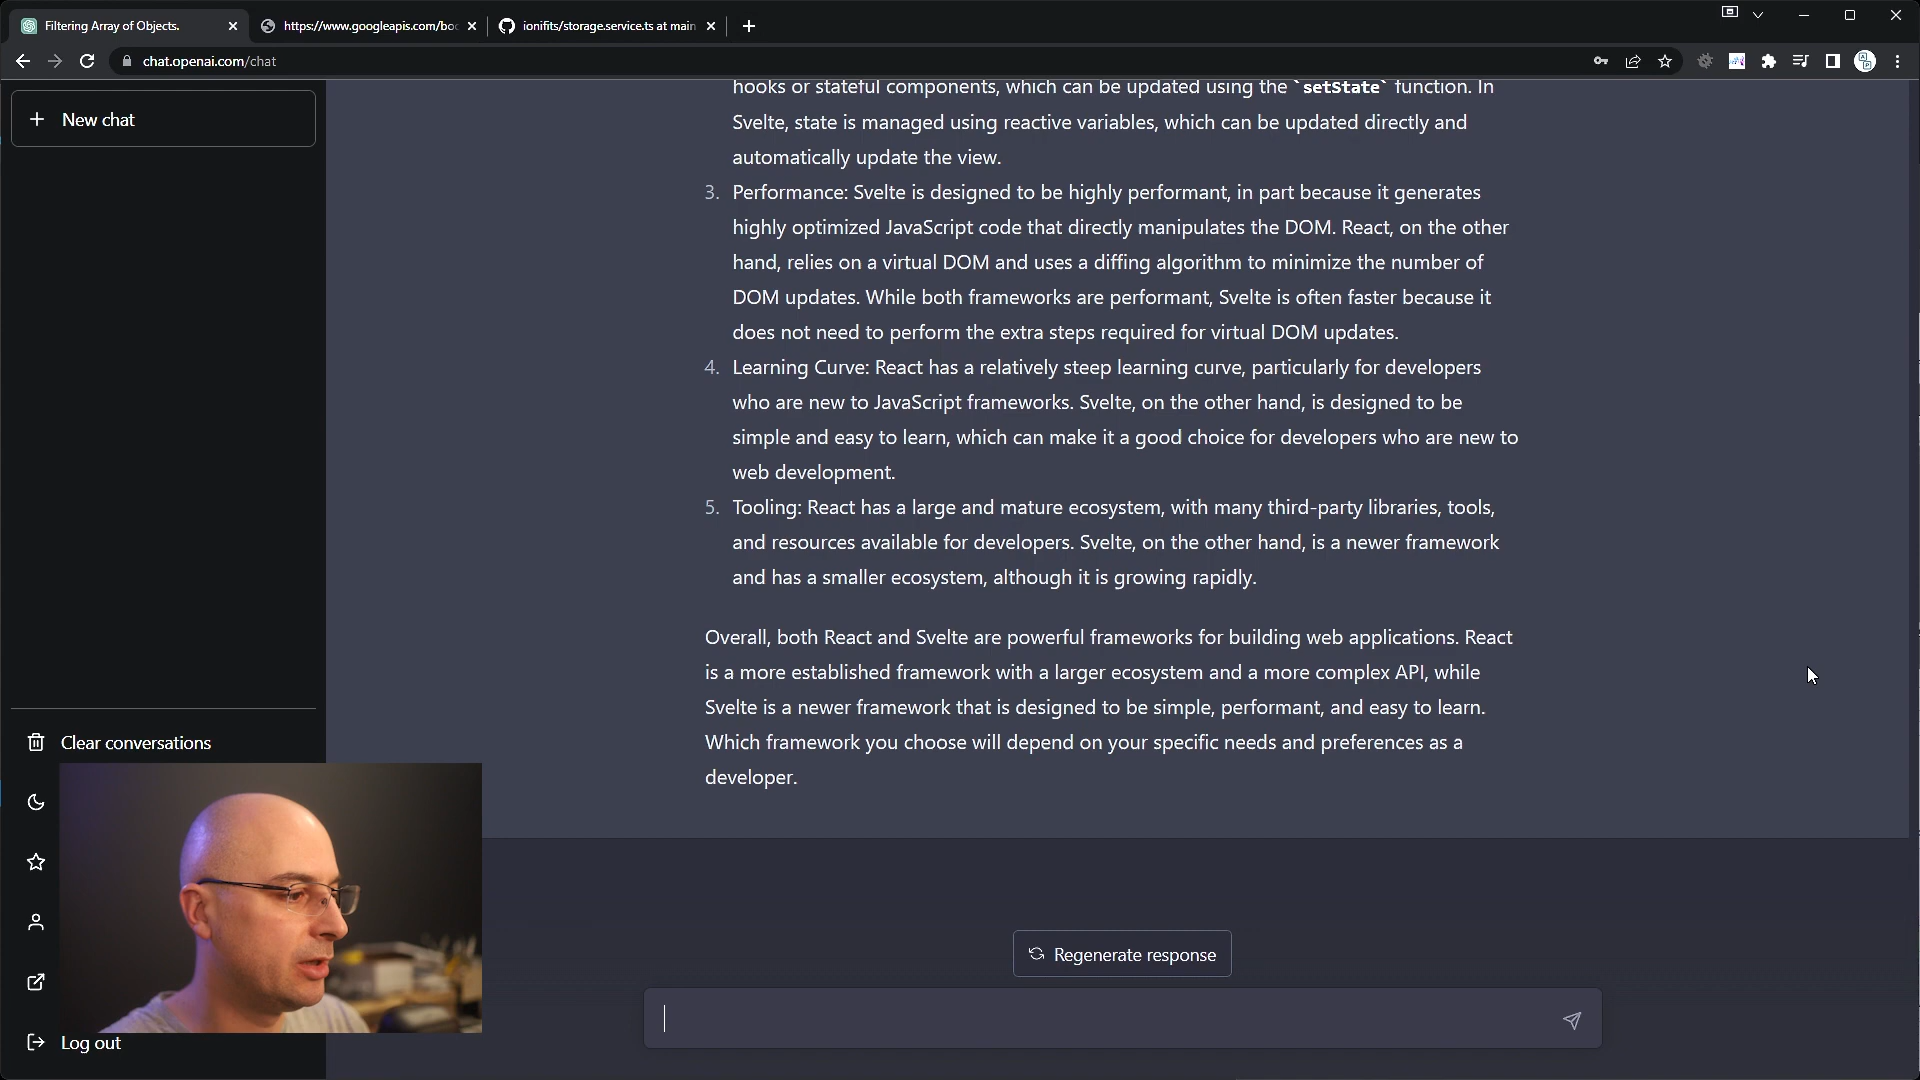 Filtering Array of Objects.
https://www.googleapis.com/boo
ionifits/storage.service.ts at main
chat.openai.com/chat
New chat
hooks or stateful components, which can be updated using the `setState` function. In
Svelte, state is managed using reactive variables, which can be updated directly and
automatically update the view.
3. Performance: Svelte is designed to be highly performant, in part because it generates
highly optimized JavaScript code that directly manipulates the DOM. React, on the other
hand, relies on a virtual DOM and uses a diffing algorithm to minimize the number of
DOM updates. While both frameworks are performant, Svelte is often faster because it
does not need to perform the extra steps required for virtual DOM updates.
4. Learning Curve: React has a relatively steep learning curve, particularly for developers
who are new to JavaScript frameworks. Svelte, on the other hand, is designed to be
simple and easy to learn, which can make it a good choice for developers who are new to
web development.
5. Tooling: React has a large and mature ecosystem, with many third-party libraries, tools,
and resources available for developers. Svelte, on the other hand, is a newer framework
and has a smaller ecosystem, although it is growing rapidly.
Overall, both React and Svelte are powerful frameworks for building web applications. React
is a more established framework with a larger ecosystem and a more complex API, while
Svelte is a newer framework that is designed to be simple, performant, and easy to learn.
Which framework you choose will depend on your specific needs and preferences as a
developer.
Clear conversations
Log out
Regenerate response